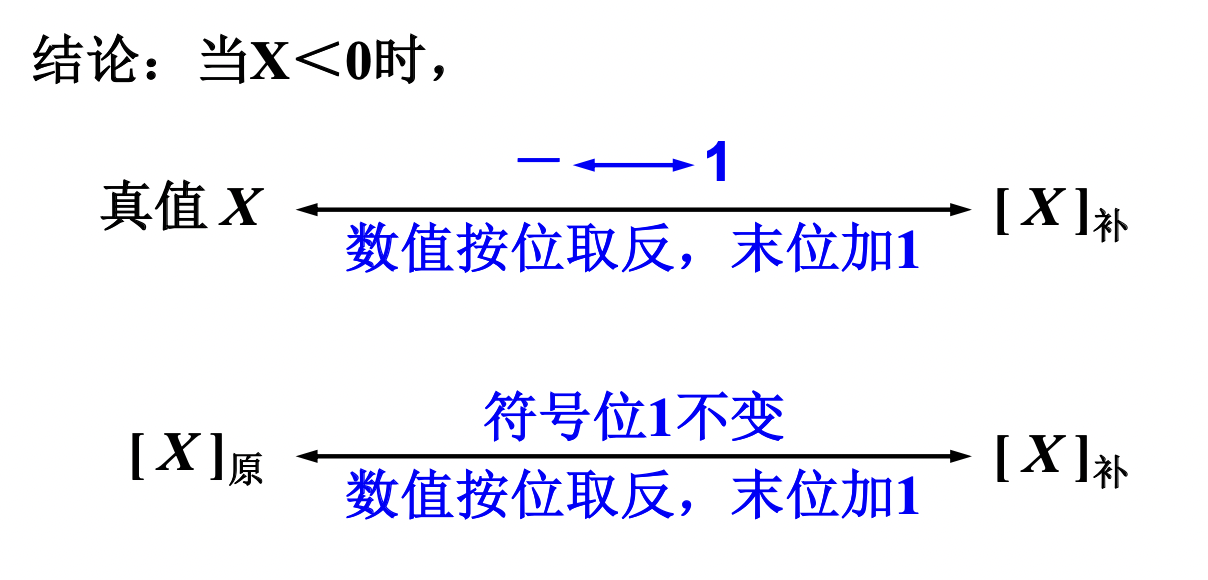 结论：当X＜0时，
— 1
真值 X [ X ]补
数值按位取反，末位加1
符号位1不变
[ X ]原 [ X ]补
数值按位取反，末位加1